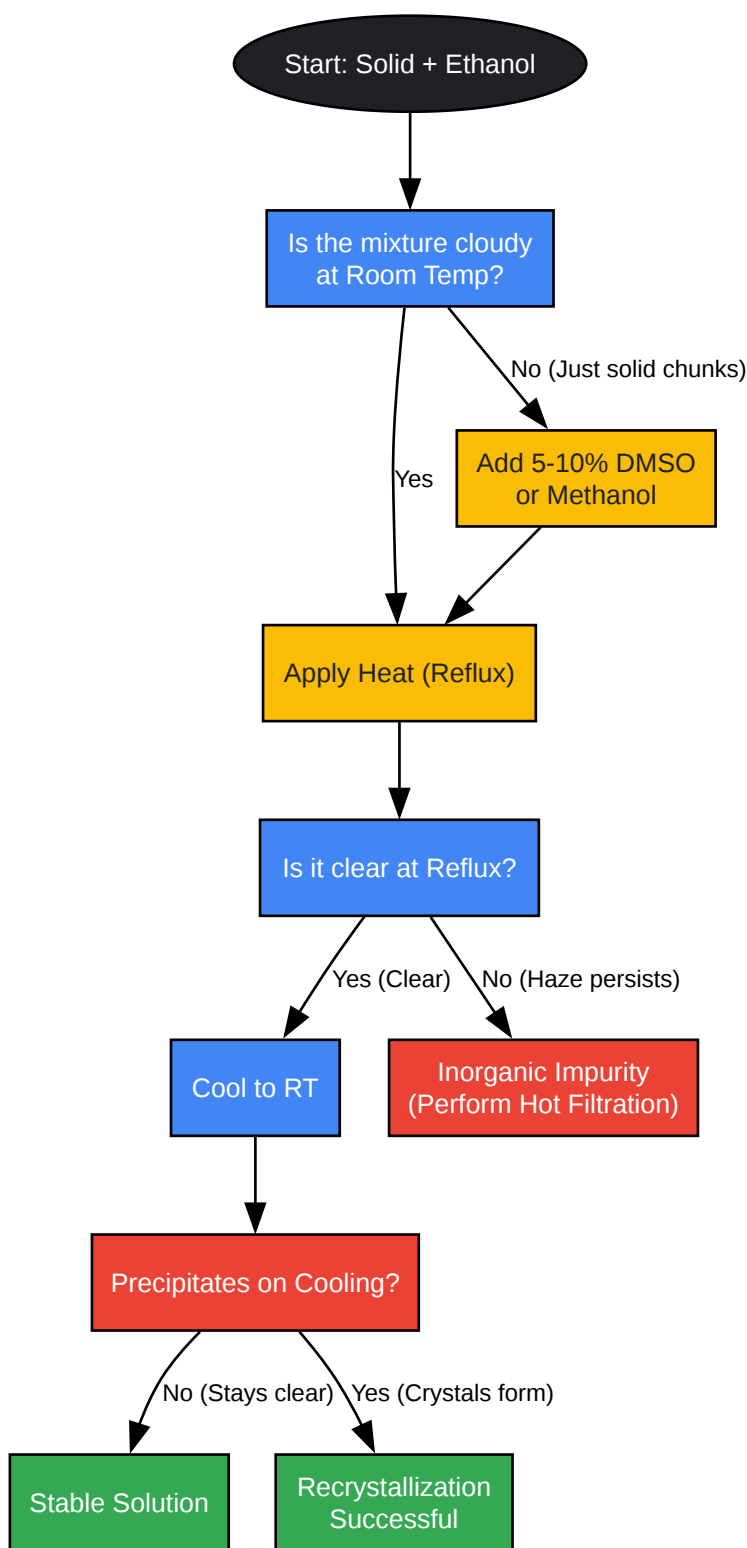 Start: Solid + Ethanol
Is the mixture cloudy
at Room Temp?
No (Just solid chunks)
Add 5-10% DMSO
or Methanol
Yes
Apply Heat (Reflux)
Is it clear at Reflux?
Yes (Clear)
No (Haze persists)
Cool to RT
Inorganic Impurity
(Perform Hot Filtration)
Precipitates on Cooling?
No (Stays clear)
Yes (Crystals form)
Stable Solution
Recrystallization
Successful